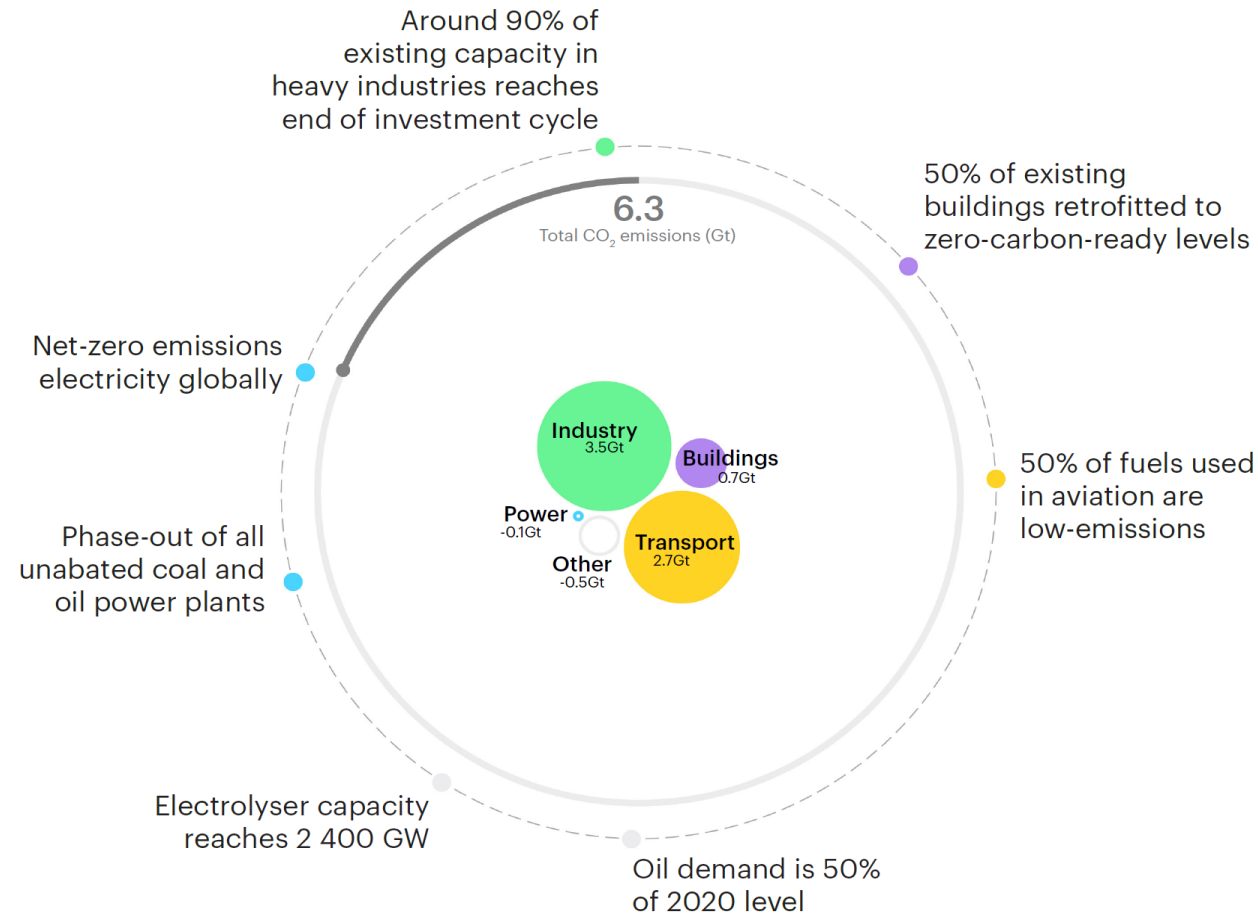 Around 90% of
existing capacity in
heavy industries reaches
end of investment cycle
50% of existing
buildings retrofitted to
zero-carbon-ready levels
6.3
Total CO₂ emissions (Gt)
Net-zero emissions
electricity globally
Industry
3.5Gt
Buildings
0.7Gt
50% of fuels used
in aviation are
low-emissions
Power
-0.1Gt
Transport
2.7Gt
Other
-0.5Gt
Phase-out of all
unabated coal and
oil power plants
Electrolyser capacity
reaches 2 400 GW
Oil demand is 50%
of 2020 level